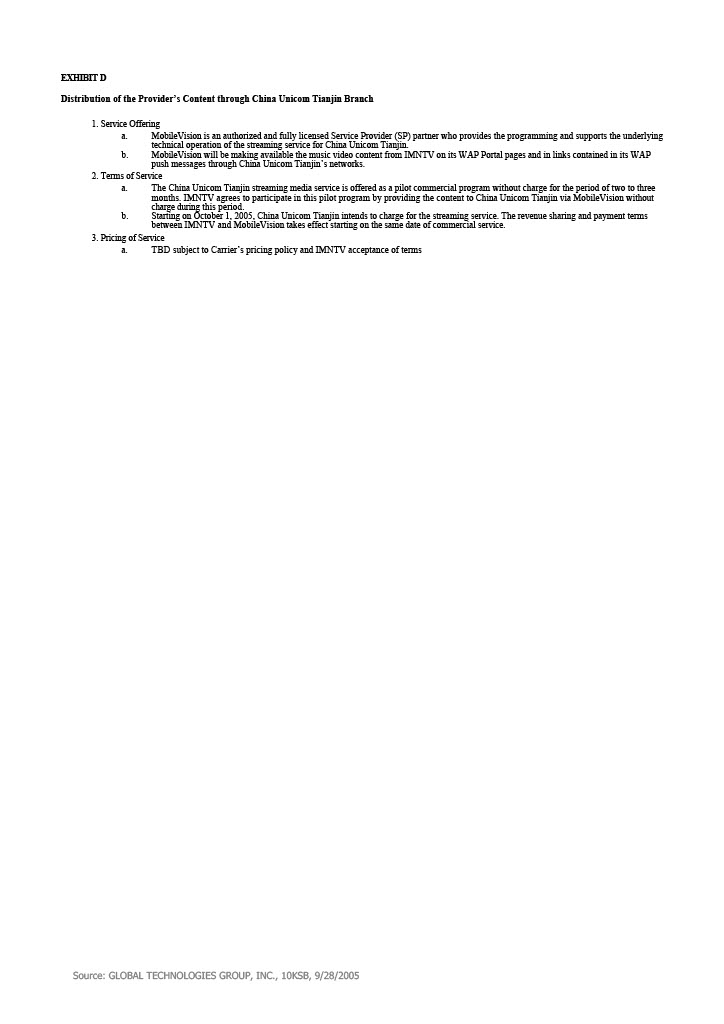 EXHIBIT D
Distribution of the Provider’s Content through China Unicom Tianjin Branch
1. Service Offering
a. MobileVision is an authorized and fully licensed Service Provider (SP) partner who provides the programming and supports the underlying
technical operation of the streaming service for China Unicom Tianjin.
b. MobileVision will be making available the music video content from IMNTV on its WAP Portal pages and in links contained in its WAP
push messages through China Unicom Tianjin’s networks.
2. Terms of Service
a. The China Unicom Tianjin streaming media service is offered as a pilot commercial program without charge for the period of two to three
months. IMNTV agrees to participate in this pilot program by providing the content to China Unicom Tianjin via MobileVision without
charge during this period.
b. Starting on October 1, 2005, China Unicom Tianjin intends to charge for the streaming service. The revenue sharing and payment terms
between IMNTV and MobileVision takes effect starting on the same date of commercial service.
3. Pricing of Service
a. TBD subject to Carrier’s pricing policy and IMNTV acceptance of terms
Source: GLOBAL TECHNOLOGIES GROUP, INC., 10KSB, 9/28/2005